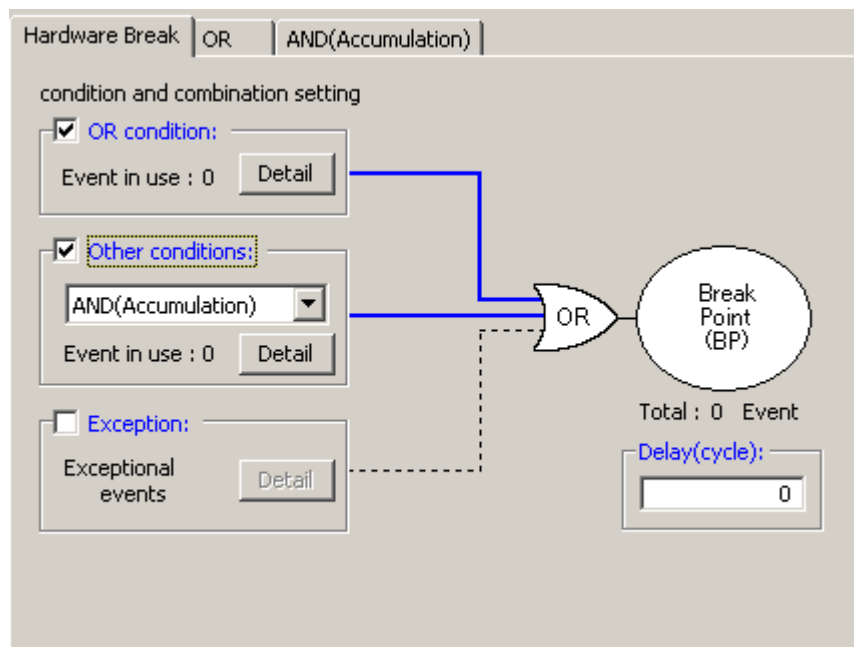 Hardware Break
OR
AND(Accumulation)
condition and combination setting
OR condition:
Event in use : 0
Detail
Other conditions:
AND(Accumulation)
Event in use : 0
Detail
Exception:
Exceptional
events
Detail
OR
Break
Point
(BP)
Total : 0 Event
Delay(cycle):
0